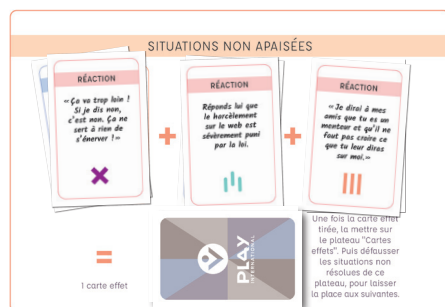 SITUATIONS NON APAISÉES
RÉACTION
« Ça va trop loin !
Si je dis non,
c'est non. Ça ne
sert à rien de
s'énerver ! »
+
RÉACTION
Réponds lui que
le harcèlement
sur le web est
sévèrement puni
par la loi.
+
RÉACTION
« Je dirai à mes
amis que tu es un
menteur et qu'il ne
faut pas croire ce
que tu leur diras
sur moi. »
=
1 carte effet
PLAY
INTERNATIONAL
Une fois la carte effet
tirée, la mettre sur
le plateau "Cartes
effets". Puis défausser
les situations non
résolues de ce
plateau, pour laisser
la place aux suivantes.